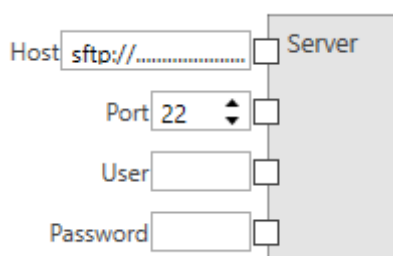 Host sftp://...................... Server
Port 22
User
Password